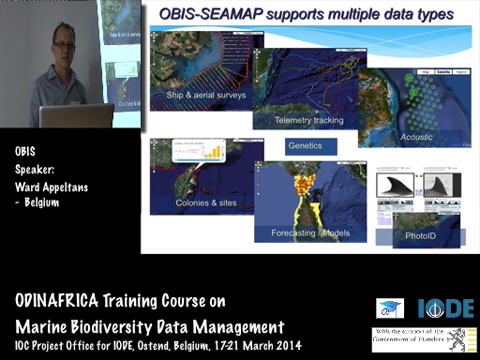 OBIS-SEAMAP supports multiple data types
Ship & aerial surveys
Telemetry tracking
Acoustic
Genetics
Colonies & sites
Forecasting / Models
PhotoID
OBIS
Speaker:
Ward Appeltans
- Belgium
ODINAFRICA Training Course on
Marine Biodiversity Data Management
IOC Project Office for IODE, Ostend, Belgium, 17-21 March 2014
IODE
With the support of the
Government of Flanders